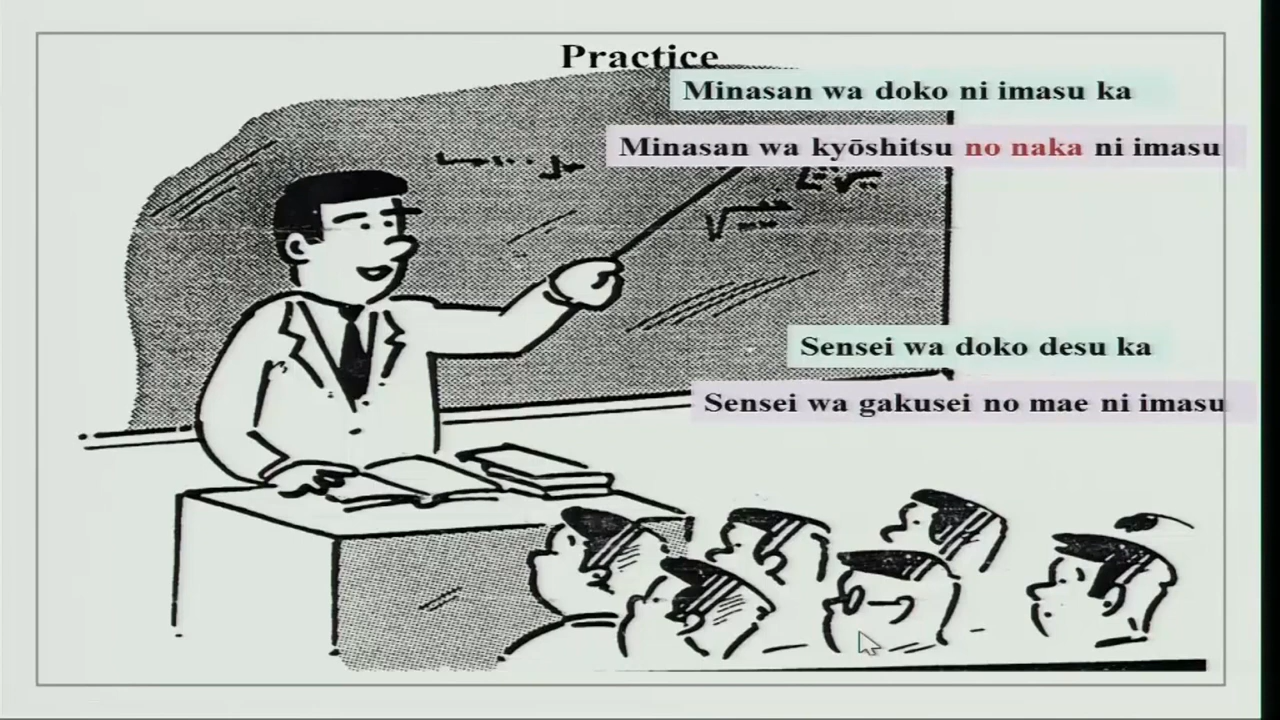 Practice
Minasan wa doko ni imasu ka
Minasan wa kyōshitsu no naka ni imasu
Sensei wa doko desu ka
Sensei wa gakusei no mae ni imasu